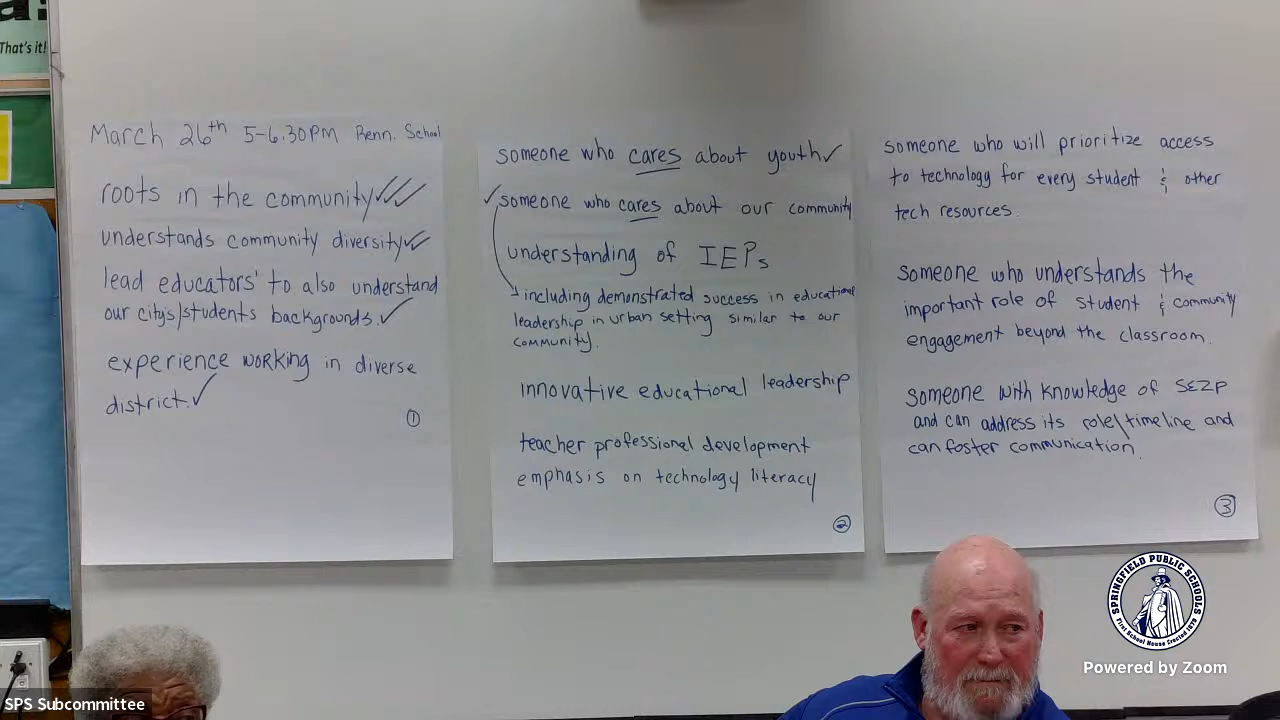 That's it!
March 26th 5-6:30PM Renn. School
roots in the community ✓✓✓
understands community diversity ✓✓
lead educators' to also understand
our citys/students backgrounds. ✓
experience working in diverse
district. ✓
①
someone who cares about youth ✓
✓ someone who cares about our community
understanding of IEPs
including demonstrated success in educational
leadership in urban setting similar to our
community.
innovative educational leadership
teacher professional development
emphasis on technology literacy
②
someone who will prioritize access
to technology for every student & other
tech resources.
someone who understands the
important role of student & community
engagement beyond the classroom.
someone with knowledge of SEZP
and can address its role/timeline and
can foster communication.
③
SPRINGFIELD PUBLIC SCHOOLS
First School House Erected 1679
Powered by Zoom
SPS Subcommittee